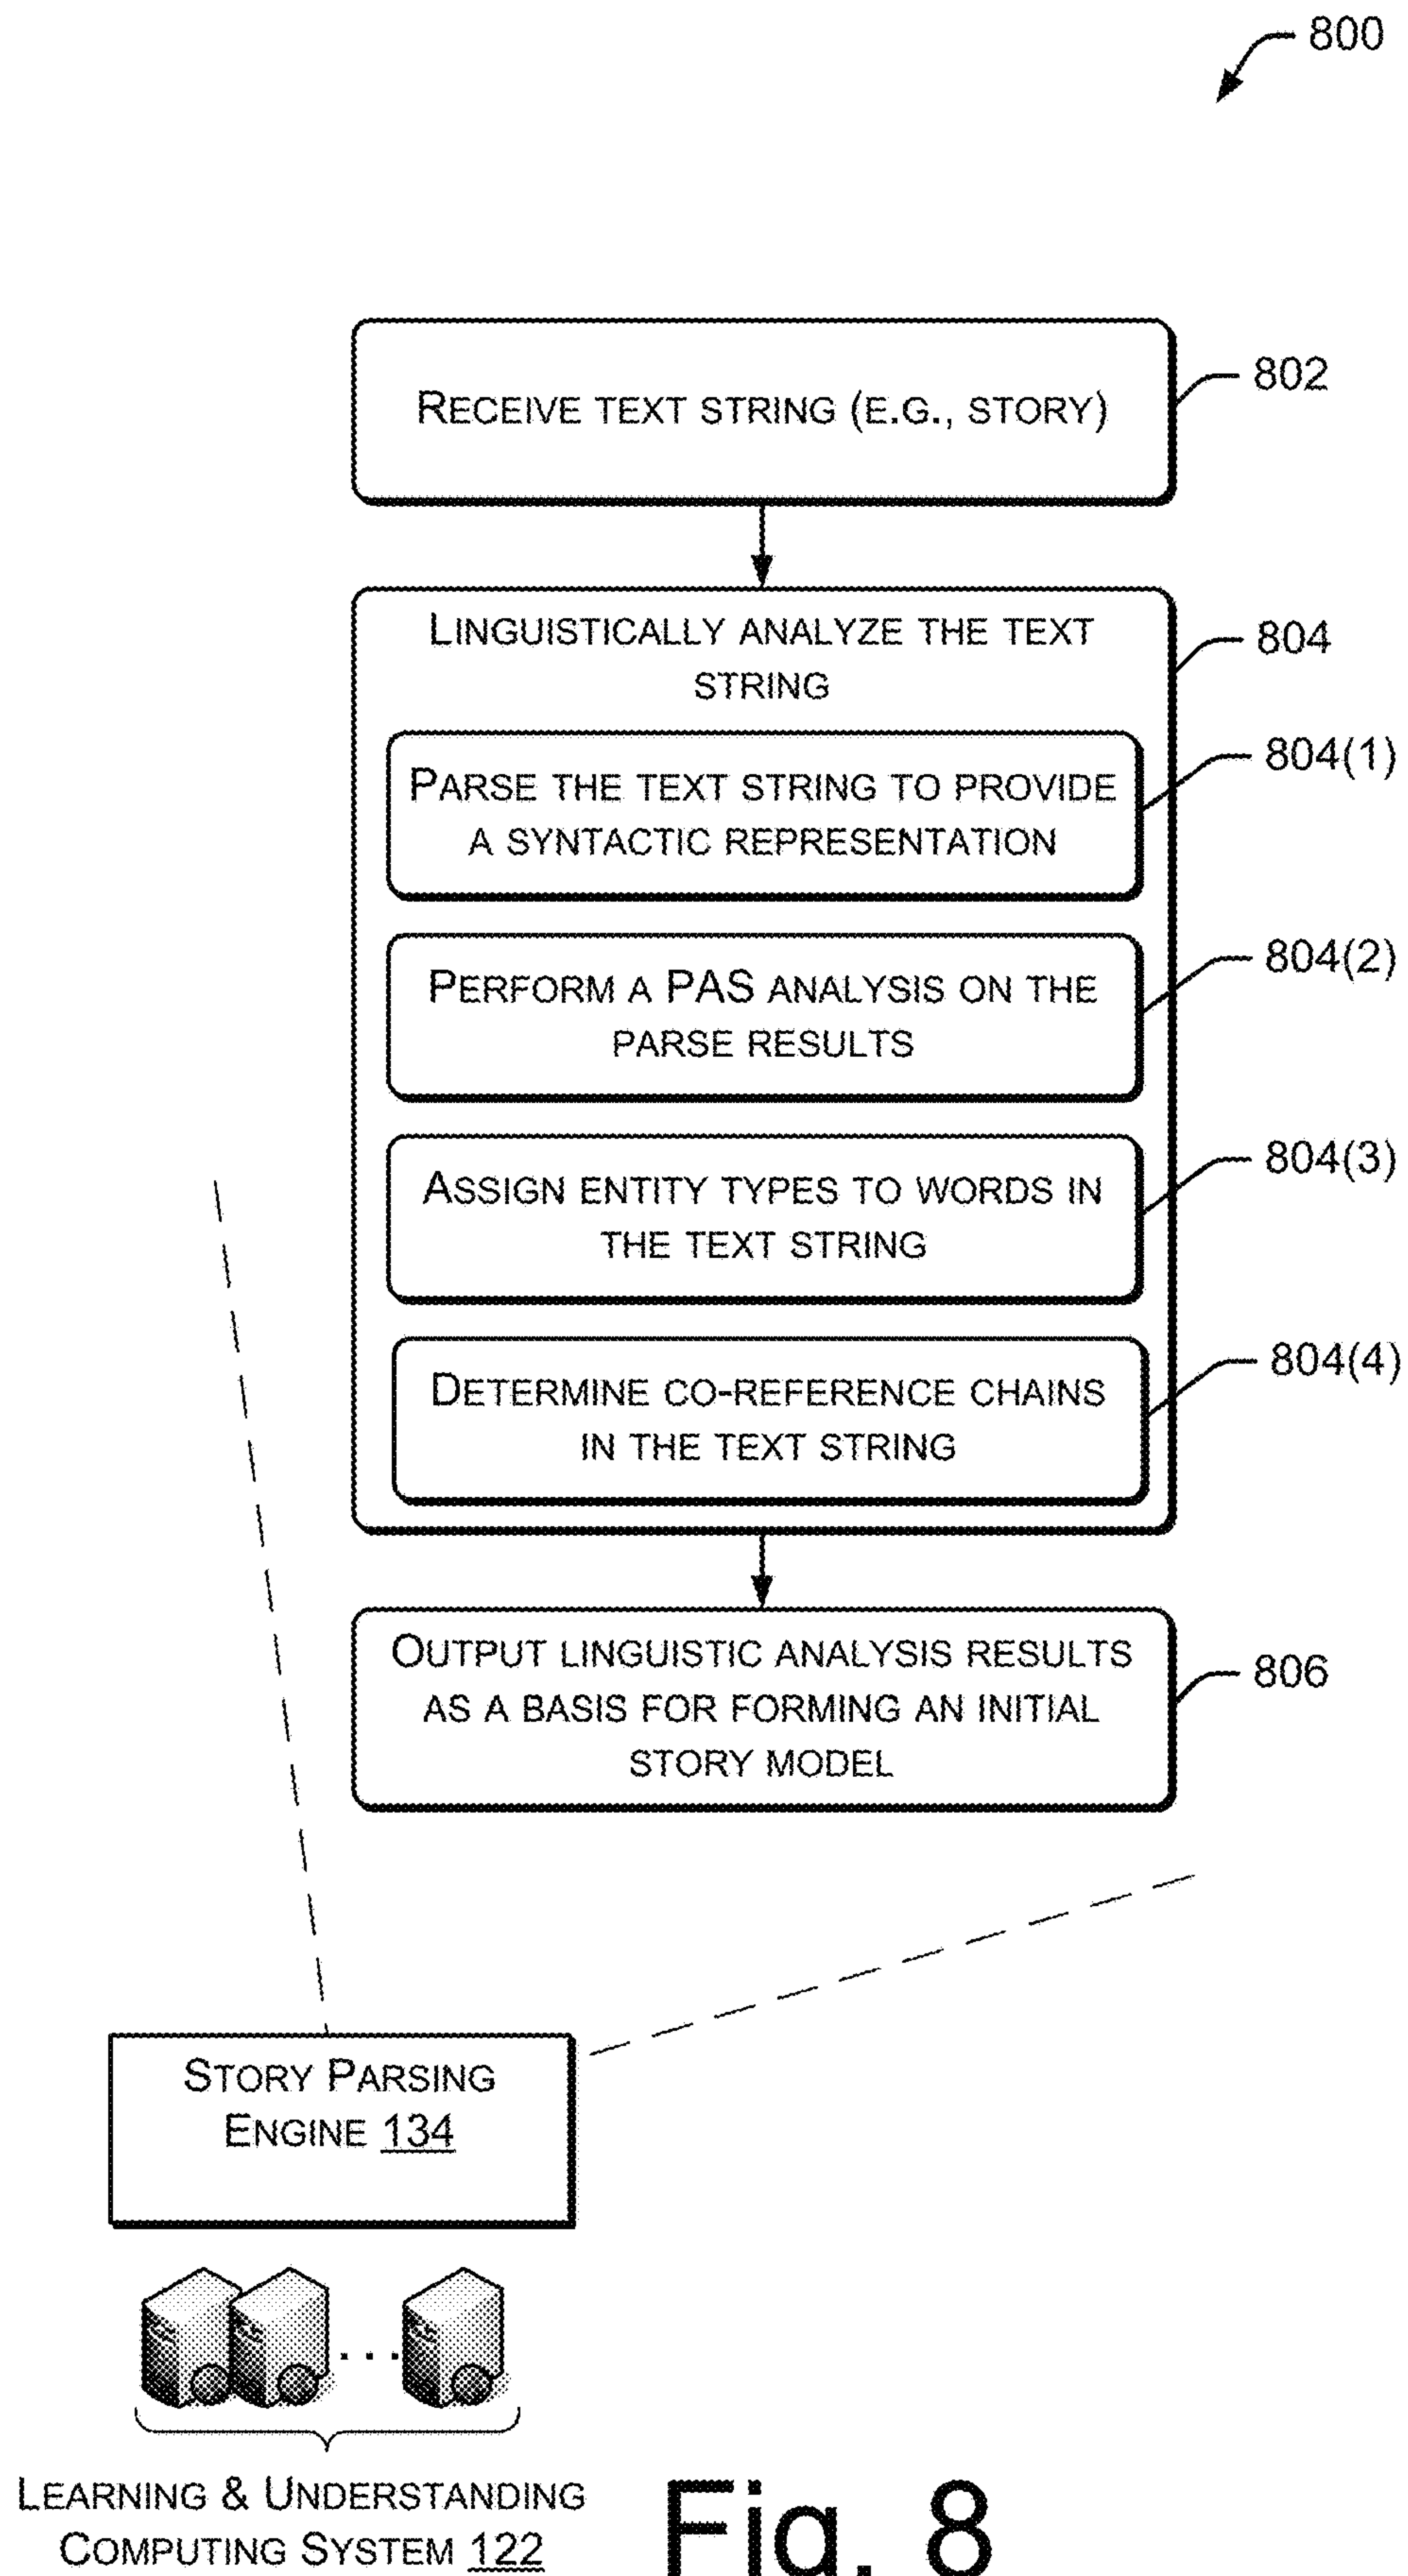 800
RECEIVE TEXT STRING (E.G., STORY)
802
LINGUISTICALLY ANALYZE THE TEXT
STRING
804
PARSE THE TEXT STRING TO PROVIDE
A SYNTACTIC REPRESENTATION
804(1)
PERFORM A PAS ANALYSIS ON THE
PARSE RESULTS
804(2)
ASSIGN ENTITY TYPES TO WORDS IN
THE TEXT STRING
804(3)
DETERMINE CO-REFERENCE CHAINS
IN THE TEXT STRING
804(4)
OUTPUT LINGUISTIC ANALYSIS RESULTS
AS A BASIS FOR FORMING AN INITIAL
STORY MODEL
806
STORY PARSING
ENGINE 134
LEARNING & UNDERSTANDING
COMPUTING SYSTEM 122
Fig. 8